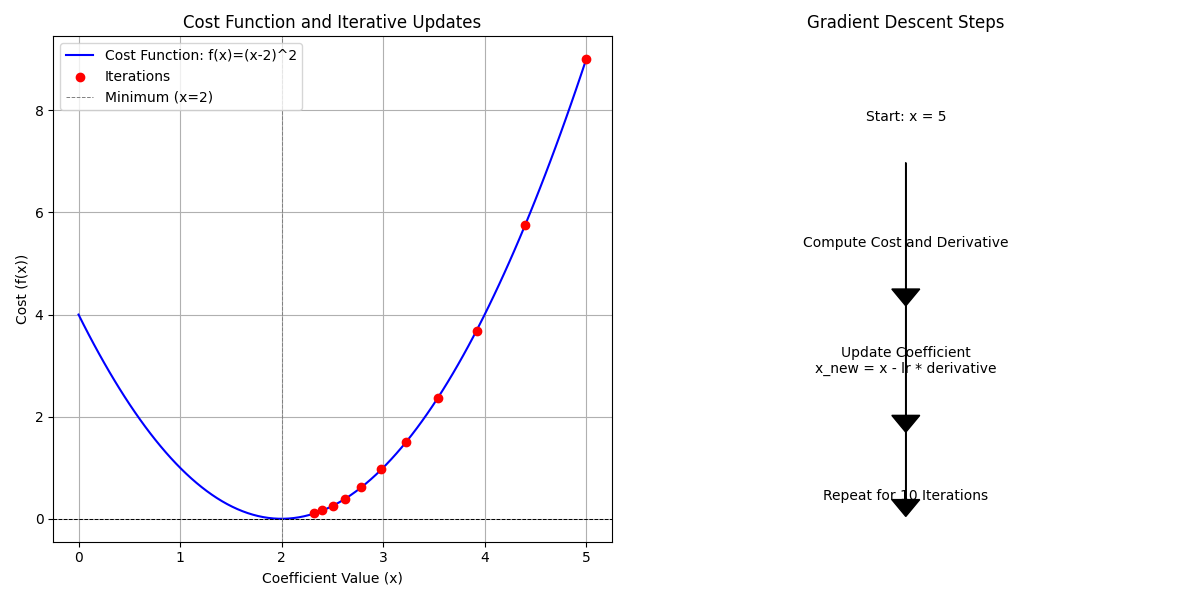 Cost Function and Iterative Updates
Cost Function: f(x)=(x-2)^2
Iterations
Minimum (x=2)
8
6
4
2
0
Cost (f(x))
0 1 2 3 4 5
Coefficient Value (x)
Gradient Descent Steps
Start: x = 5
Compute Cost and Derivative
Update Coefficient
x_new = x - lr * derivative
Repeat for 10 Iterations